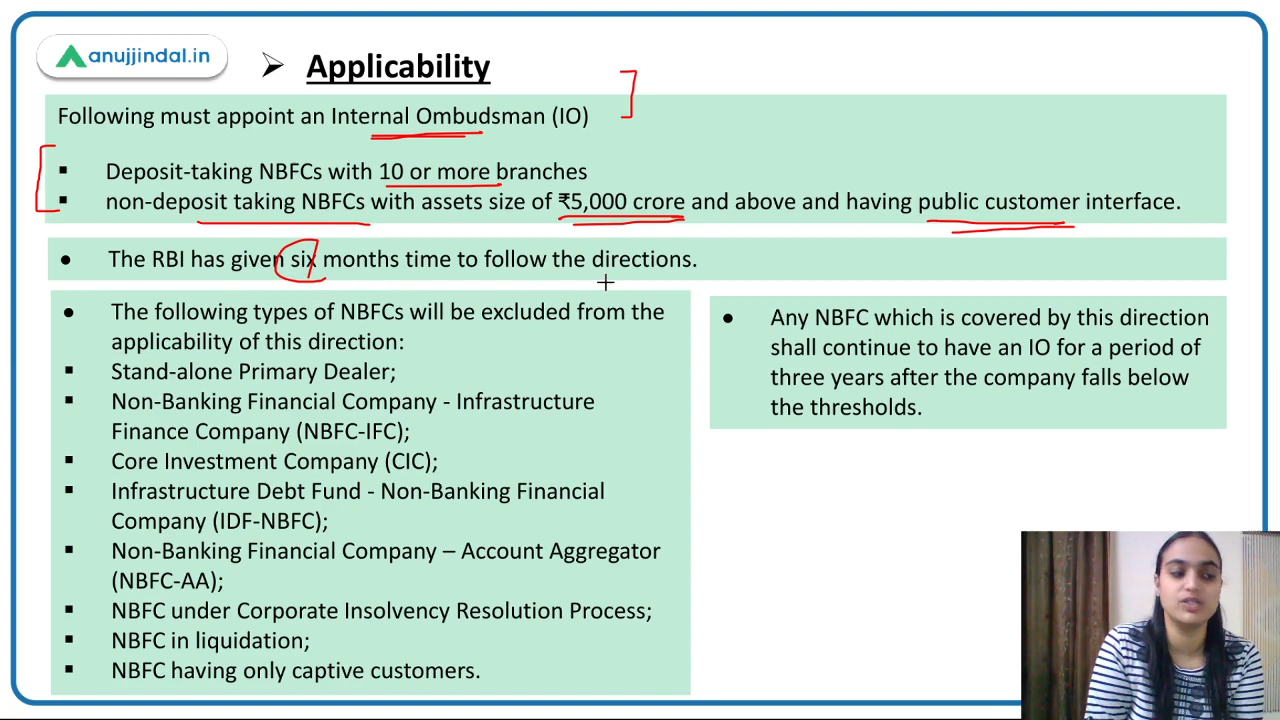 anujjindal.in
➢ Applicability
Following must appoint an Internal Ombudsman (IO)
▪ Deposit-taking NBFCs with 10 or more branches
▪ non-deposit taking NBFCs with assets size of ₹5,000 crore and above and having public customer interface.
● The RBI has given six months time to follow the directions.
● The following types of NBFCs will be excluded from the
applicability of this direction:
▪ Stand-alone Primary Dealer;
▪ Non-Banking Financial Company - Infrastructure
Finance Company (NBFC-IFC);
▪ Core Investment Company (CIC);
▪ Infrastructure Debt Fund - Non-Banking Financial
Company (IDF-NBFC);
▪ Non-Banking Financial Company – Account Aggregator
(NBFC-AA);
▪ NBFC under Corporate Insolvency Resolution Process;
▪ NBFC in liquidation;
▪ NBFC having only captive customers.
● Any NBFC which is covered by this direction
shall continue to have an IO for a period of
three years after the company falls below
the thresholds.